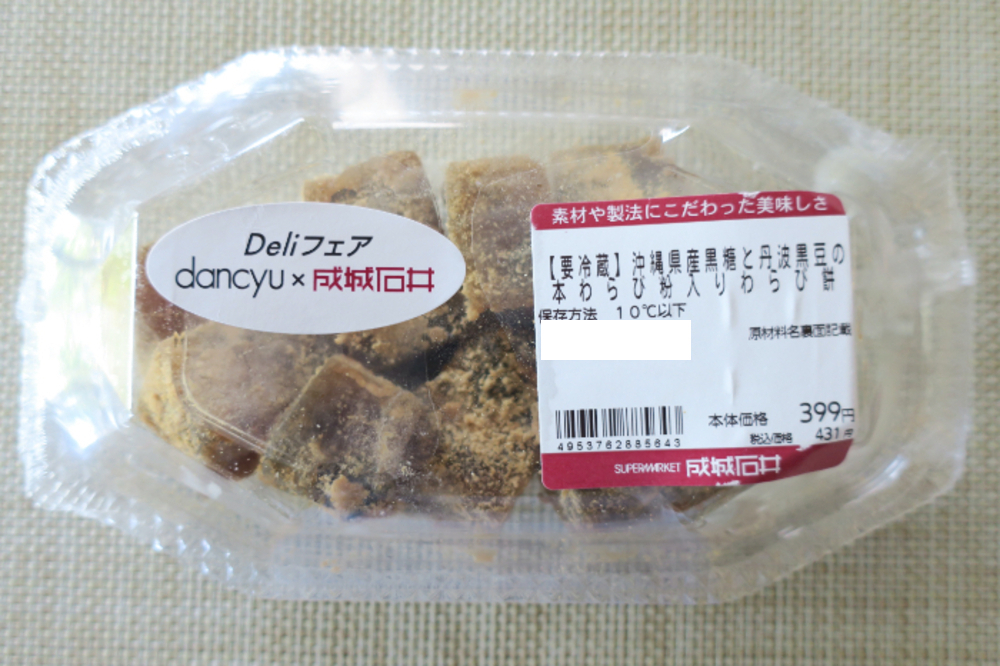 Deliフェア
dancyu×成城石井
素材や製法にこだわった美味しさ
【要冷蔵】沖縄県産黒糖と丹波黒豆の
本わらび粉入りわらび餅
保存方法 10℃以下
原材料名裏面記載
4953762885643
本体価格 399円
税込価格 431円
SUPERMARKET 成城石井